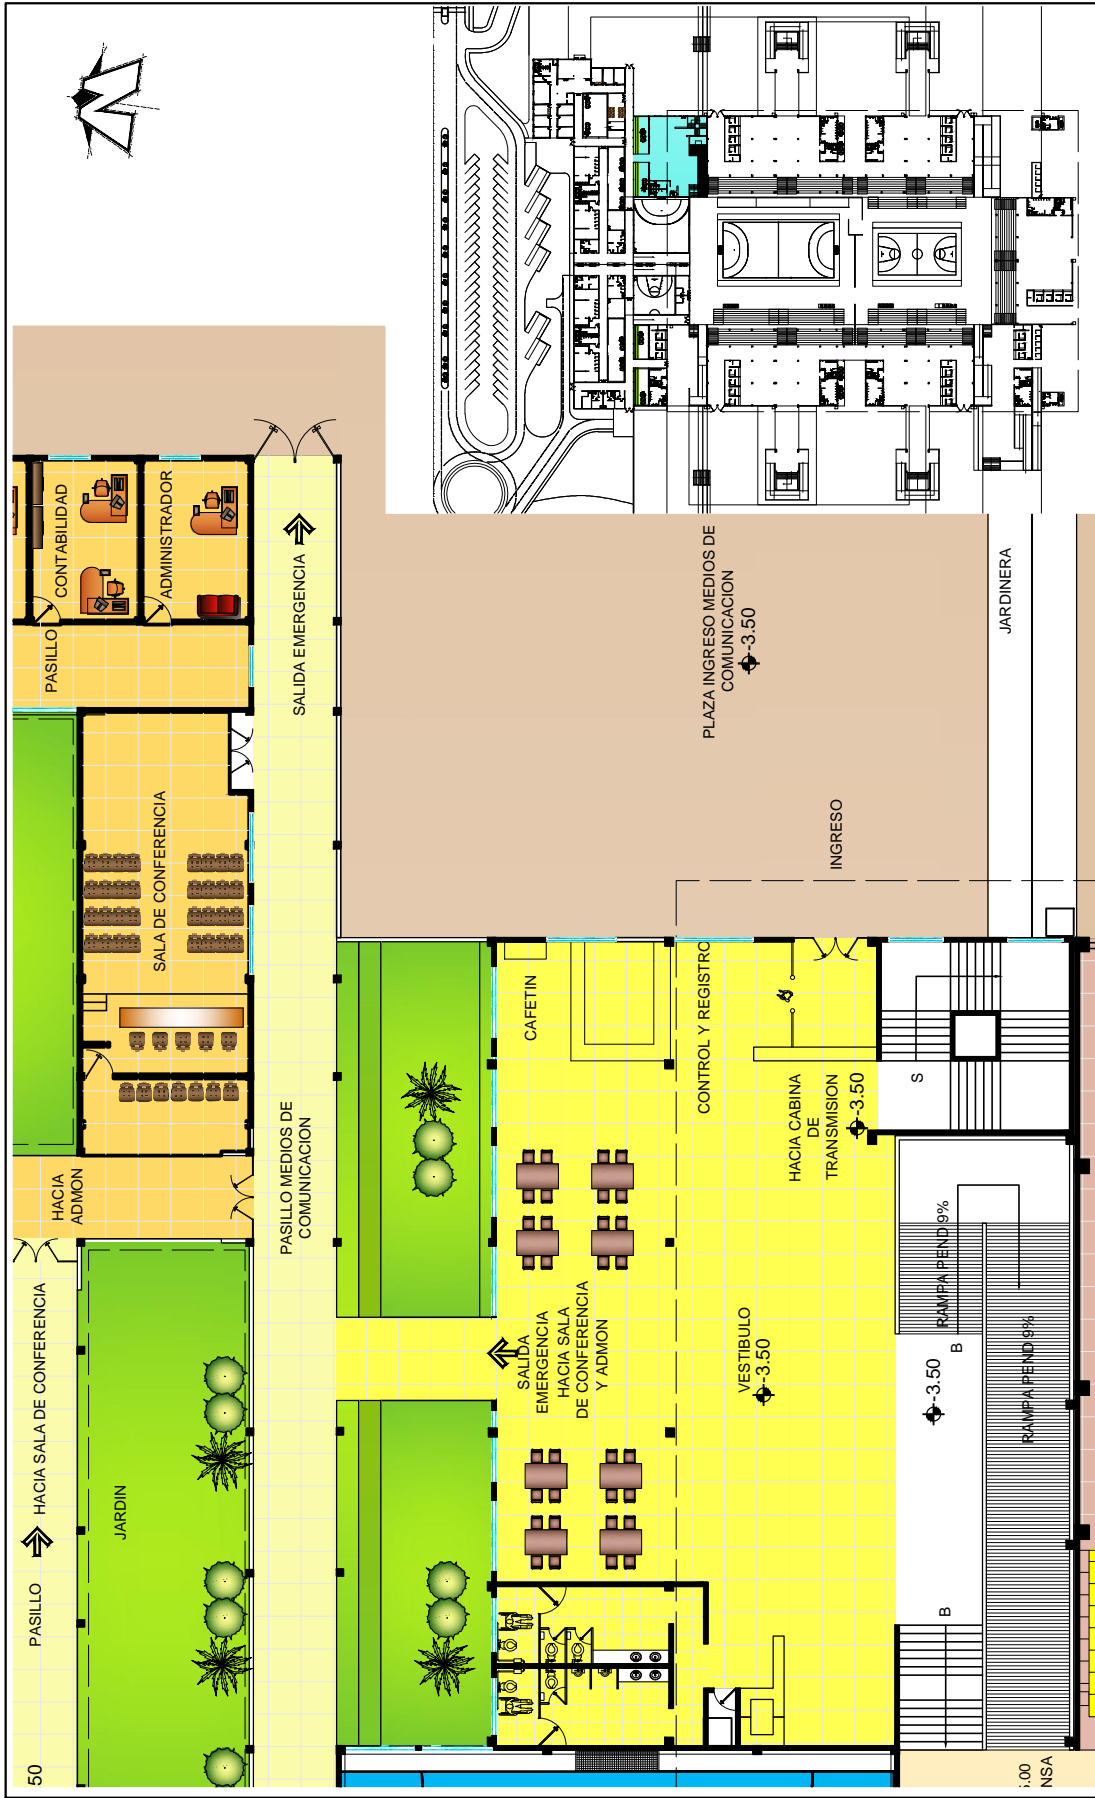 CONTABILIDAD
ADMINISTRADOR
PASILLO
SALIDA EMERGENCIA
PLAZA INGRESO MEDIOS DE
COMUNICACION
-3.50
JARDINERA
INGRESO
SALA DE CONFERENCIA
CAFETIN
CONTROL Y REGISTRO
HACIA CABINA
DE
TRANSMISION
-3.50
S
PASILLO MEDIOS DE
COMUNICACION
HACIA
ADMON
HACIA SALA DE CONFERENCIA
PASILLO
JARDIN
SALIDA
EMERGENCIA
HACIA SALA
DE CONFERENCIA
Y ADMON
VESTIBULO
-3.50
RAMPA PEND 9%
B
-3.50
RAMPA PEND 9%
B
50
.00
NSA